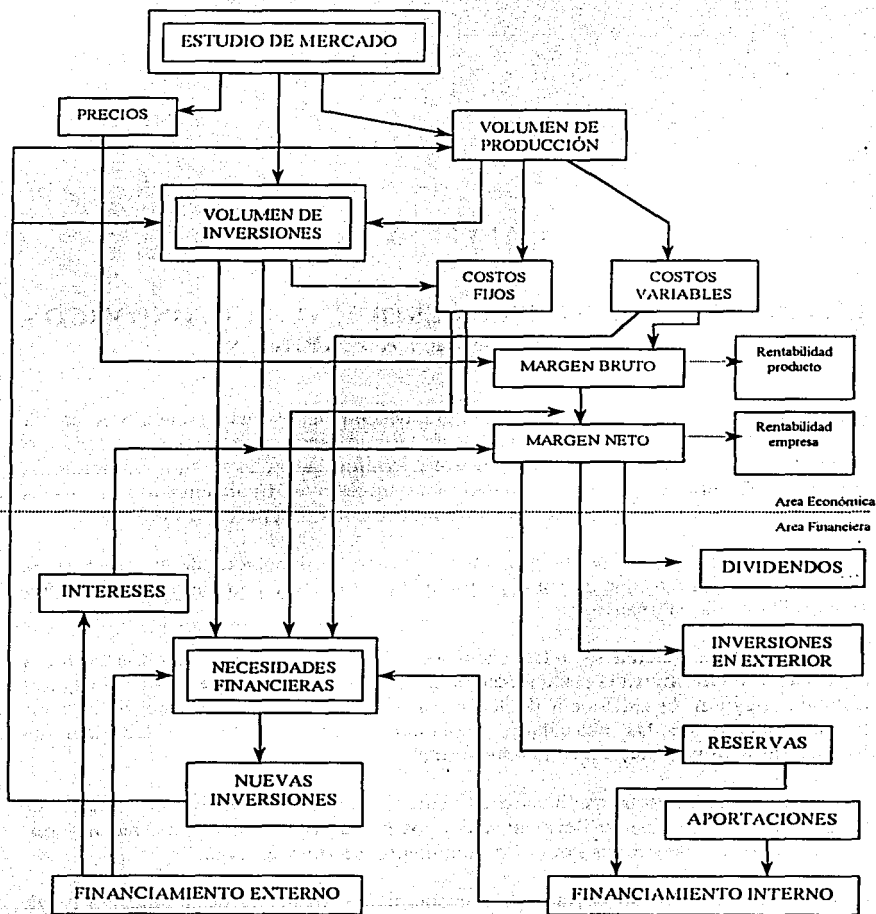 ESTUDIO DE MERCADO
PRECIOS
VOLUMEN DE
PRODUCCIÓN
VOLUMEN DE
INVERSIONES
COSTOS
FIJOS
COSTOS
VARIABLES
MARGEN BRUTO
Rentabilidad
producto
MARGEN NETO
Rentabilidad
empresa
Area Económica
Area Financiera
INTERESES
DIVIDENDOS
NECESIDADES
FINANCIERAS
INVERSIONES
EN EXTERIOR
RESERVAS
NUEVAS
INVERSIONES
APORTACIONES
FINANCIAMIENTO EXTERNO
FINANCIAMIENTO INTERNO